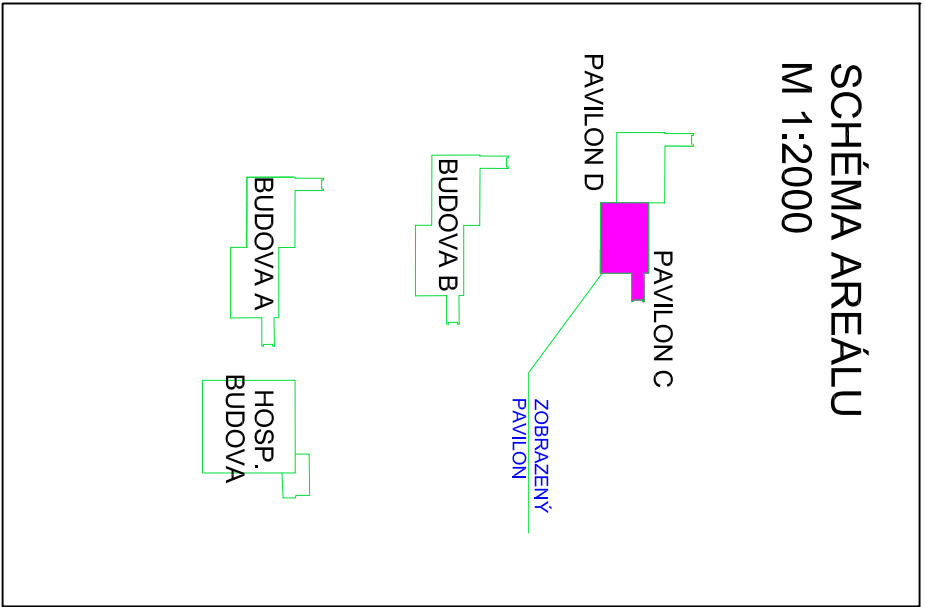 SCHÉMA AREÁLU
M 1:2000
PAVILON D
PAVILON C
BUDOVA B
ZOBRAZENÝ
PAVILON
BUDOVA A
HOSP.
BUDOVA